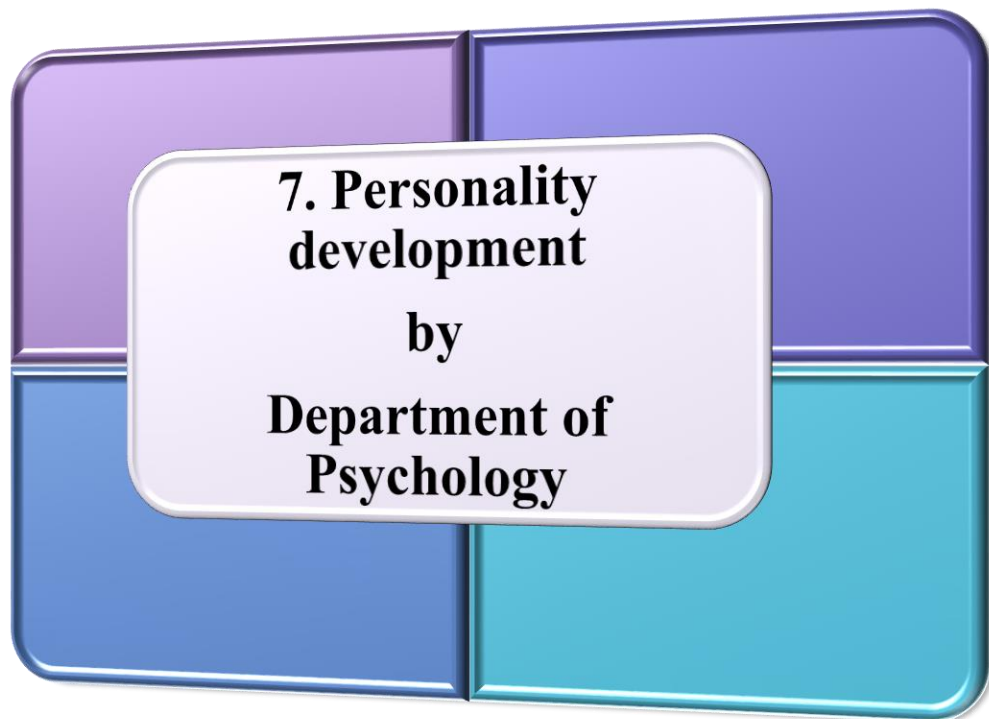 7. Personality
development
by
Department of
Psychology